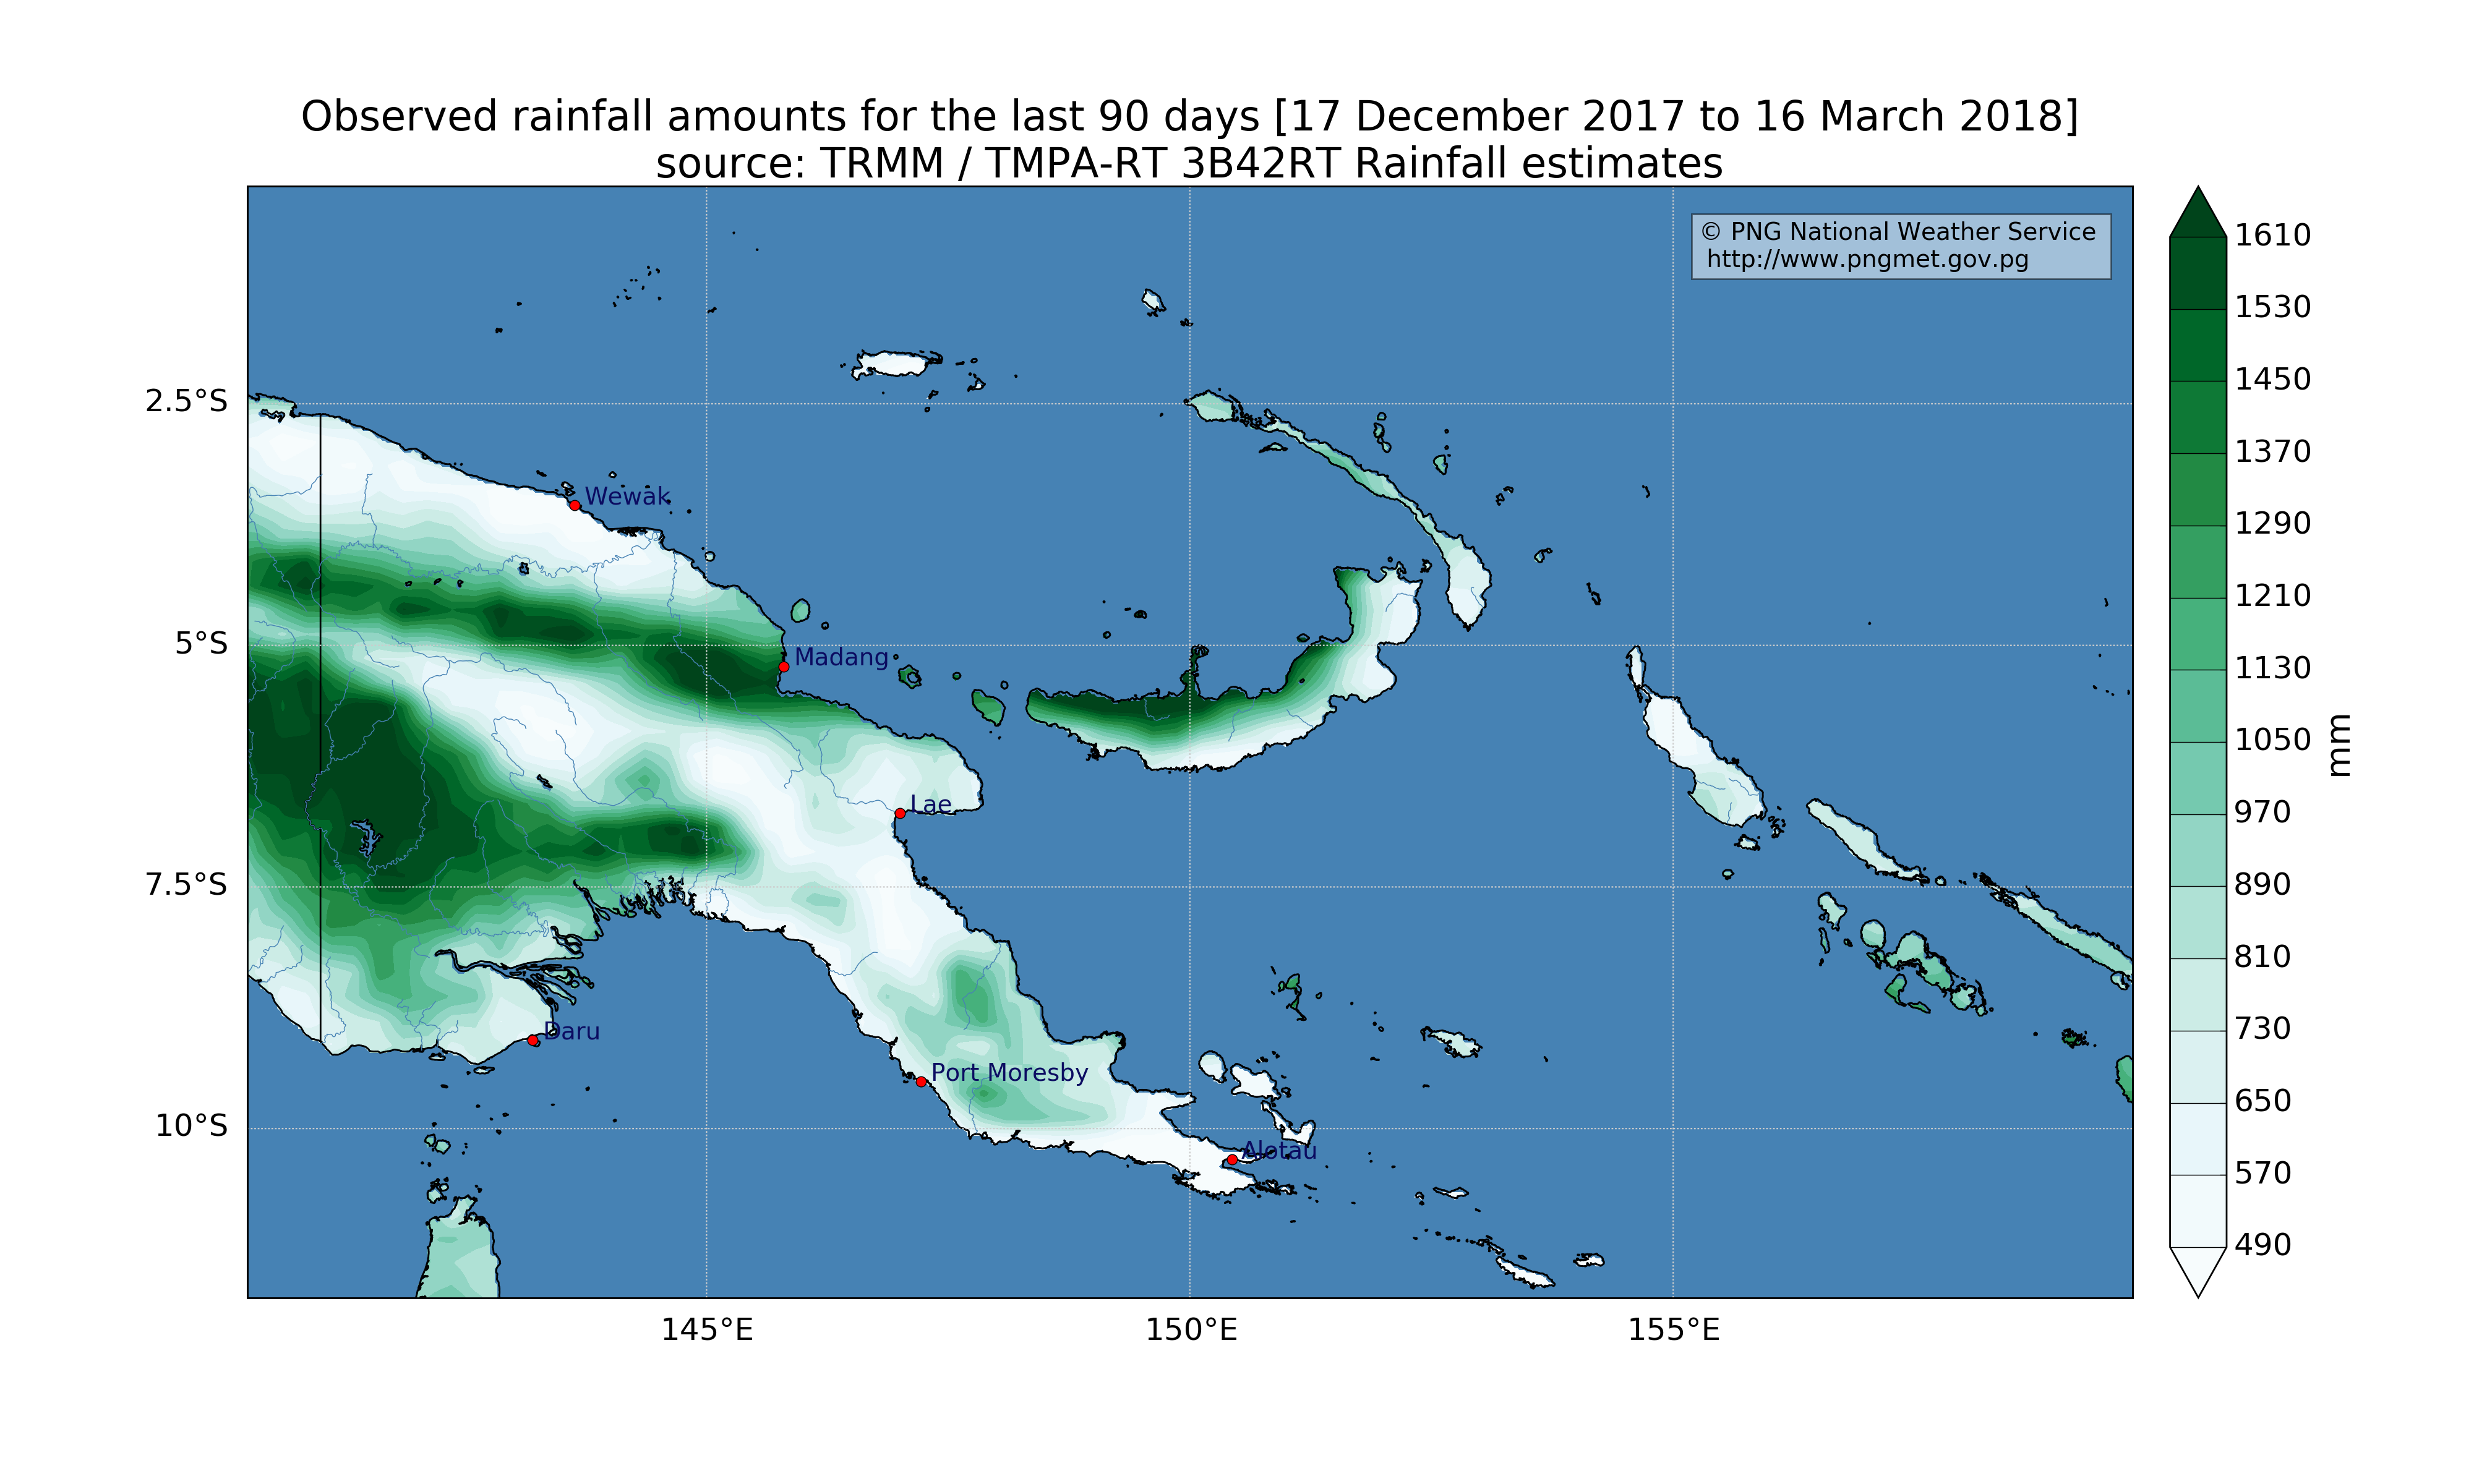 Observed rainfall amounts for the last 90 days [17 December 2017 to 16 March 2018]
source: TRMM / TMPA-RT 3B42RT Rainfall estimates
© PNG National Weather Service
http://www.pngmet.gov.pg
2.5°S
5°S
7.5°S
10°S
145°E
150°E
155°E
Wewak
Madang
Lae
Daru
Port Moresby
Alotau
1610
1530
1450
1370
1290
1210
1130
1050
970
890
810
730
650
570
490
mm